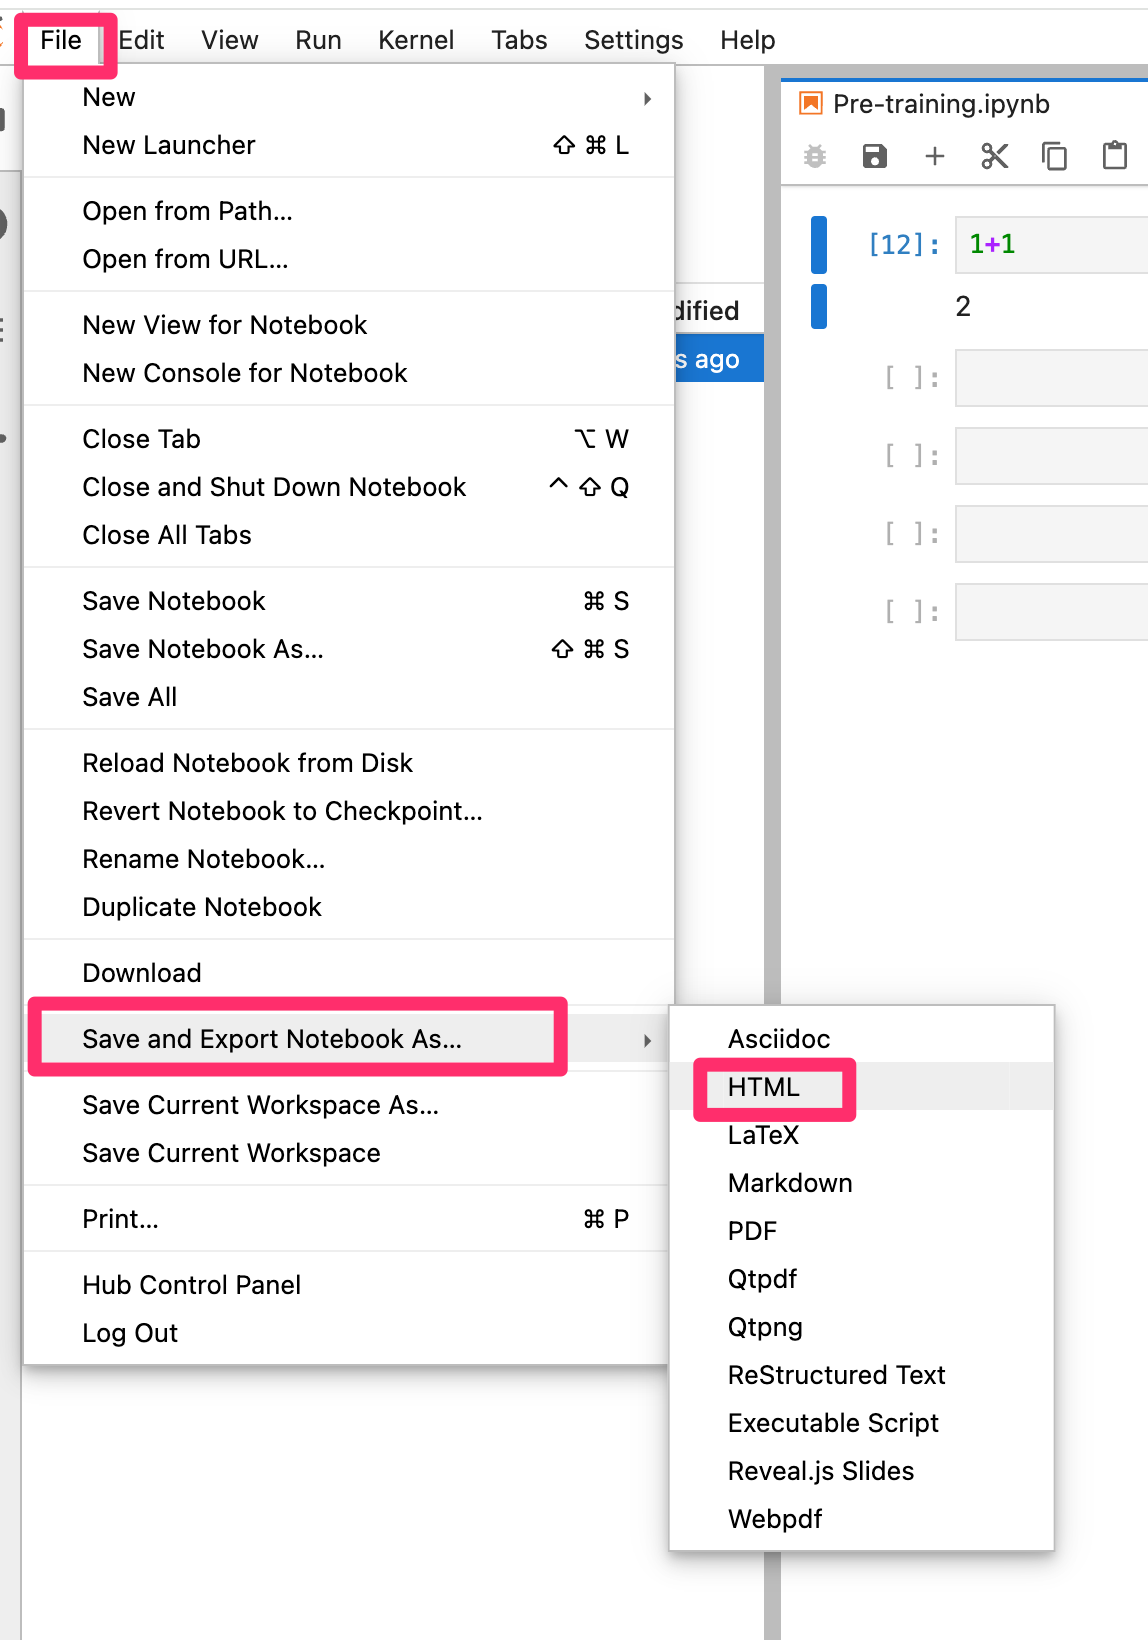 File Edit View Run Kernel Tabs Settings Help
New
New Launcher ⇧ ⌘ L
Open from Path...
Open from URL...
New View for Notebook
New Console for Notebook
Close Tab ⌥ W
Close and Shut Down Notebook ^ ⇧ Q
Close All Tabs
Save Notebook ⌘ S
Save Notebook As...
⇧ ⌘ S
Save All
Reload Notebook from Disk
Revert Notebook to Checkpoint...
Rename Notebook...
Duplicate Notebook
Download
Save and Export Notebook As...
Save Current Workspace As...
Save Current Workspace
Print... ⌘ P
Hub Control Panel
Log Out
Asciidoc
HTML
LaTeX
Markdown
PDF
Qtpdf
Qtpng
ReStructured Text
Executable Script
Reveal.js Slides
Webpdf
dified
s ago
Pre-training.ipynb
[12]: 1+1
2
[ ]:
[ ]:
[ ]:
[ ]: